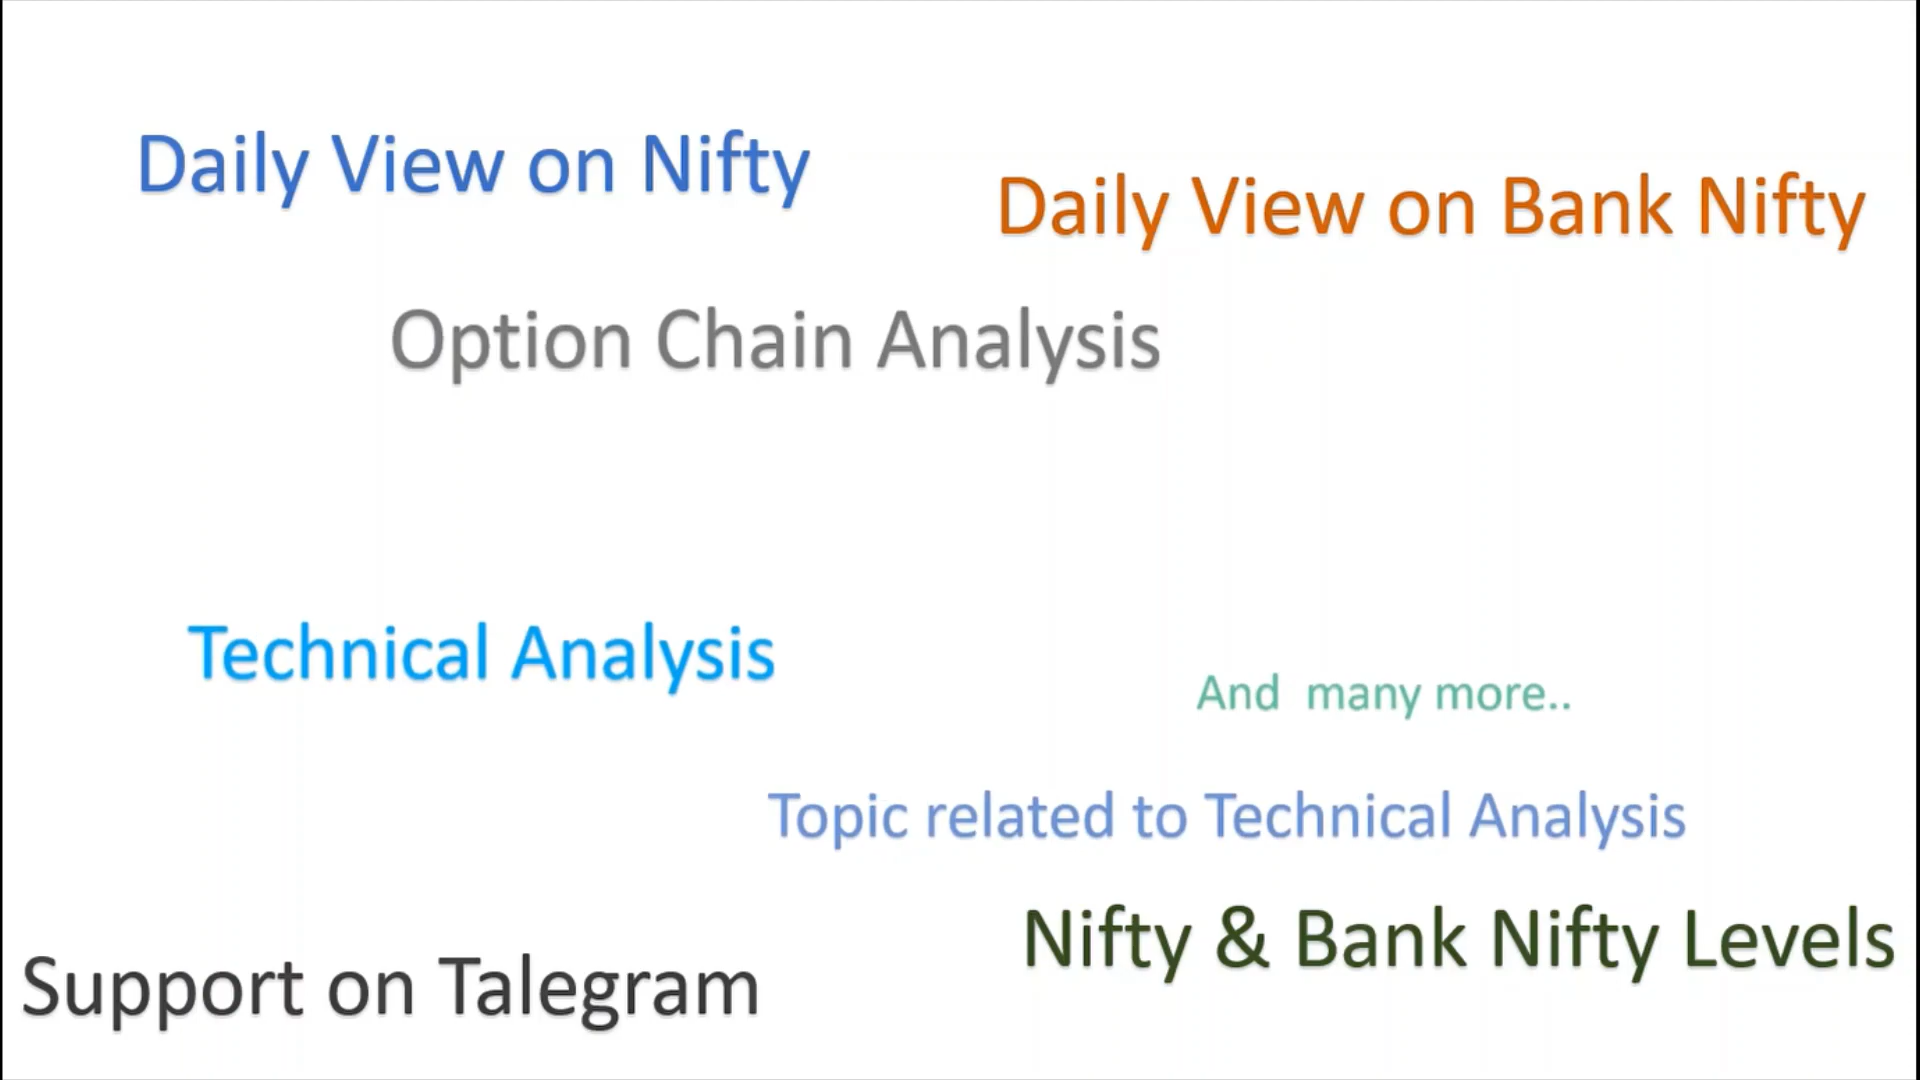 Daily View on Nifty
Daily View on Bank Nifty
Option Chain Analysis
Technical Analysis
And many more..
Topic related to Technical Analysis
Nifty & Bank Nifty Levels
Support on Talegram